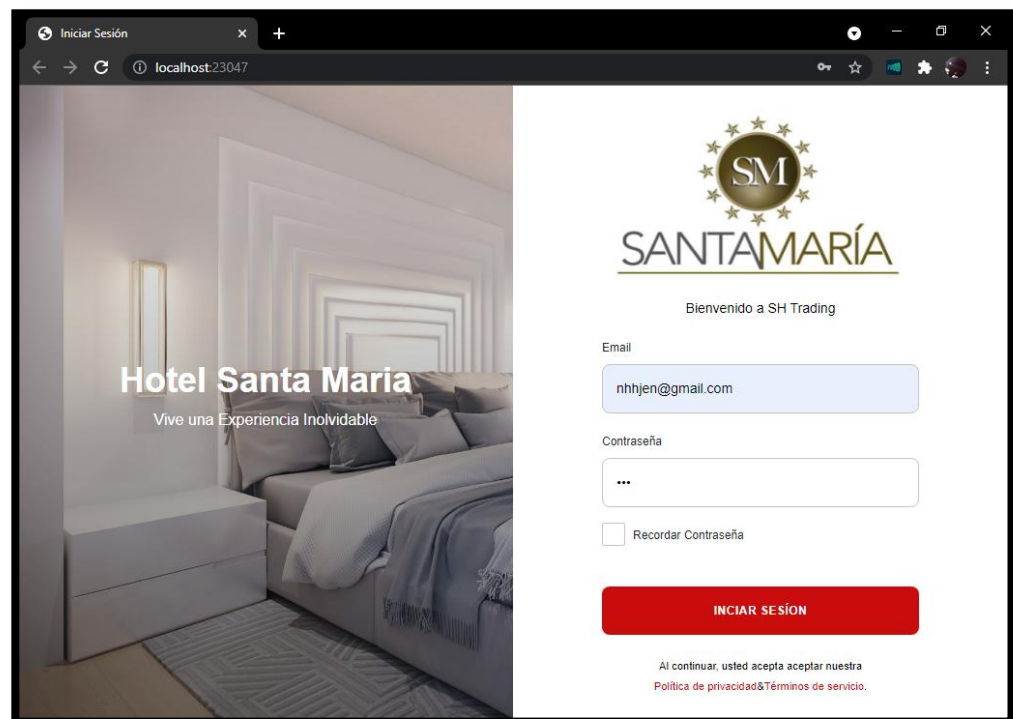 Iniciar Sesión
localhost:23047
Hotel Santa Maria
Vive una Experiencia Inolvidable
SM
SANTAMARÍA
Bienvenido a SH Trading
Email
nhhjen@gmail.com
Contraseña
•••
Recordar Contraseña
INCIAR SESÍON
Al continuar, usted acepta aceptar nuestra
Política de privacidad&Términos de servicio.